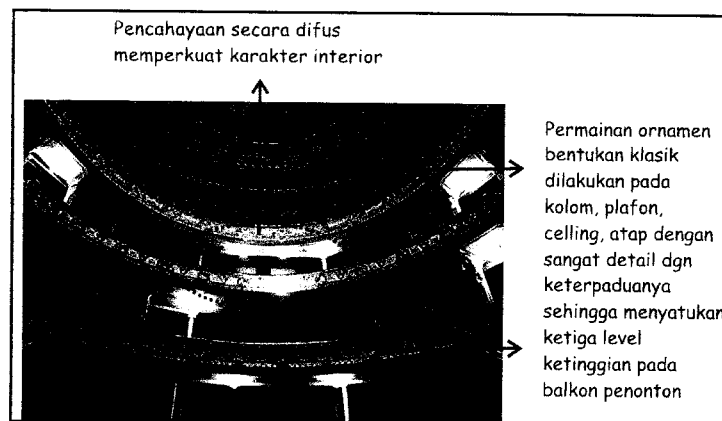 Pencahayaan secara difus
memperkuat karakter interior
Permainan ornamen
bentukan klasik
dilakukan pada
kolom, plafon,
celling, atap dengan
sangat detail dgn
keterpaduanya
sehingga menyatukan
ketiga level
ketinggian pada
balkon penonton